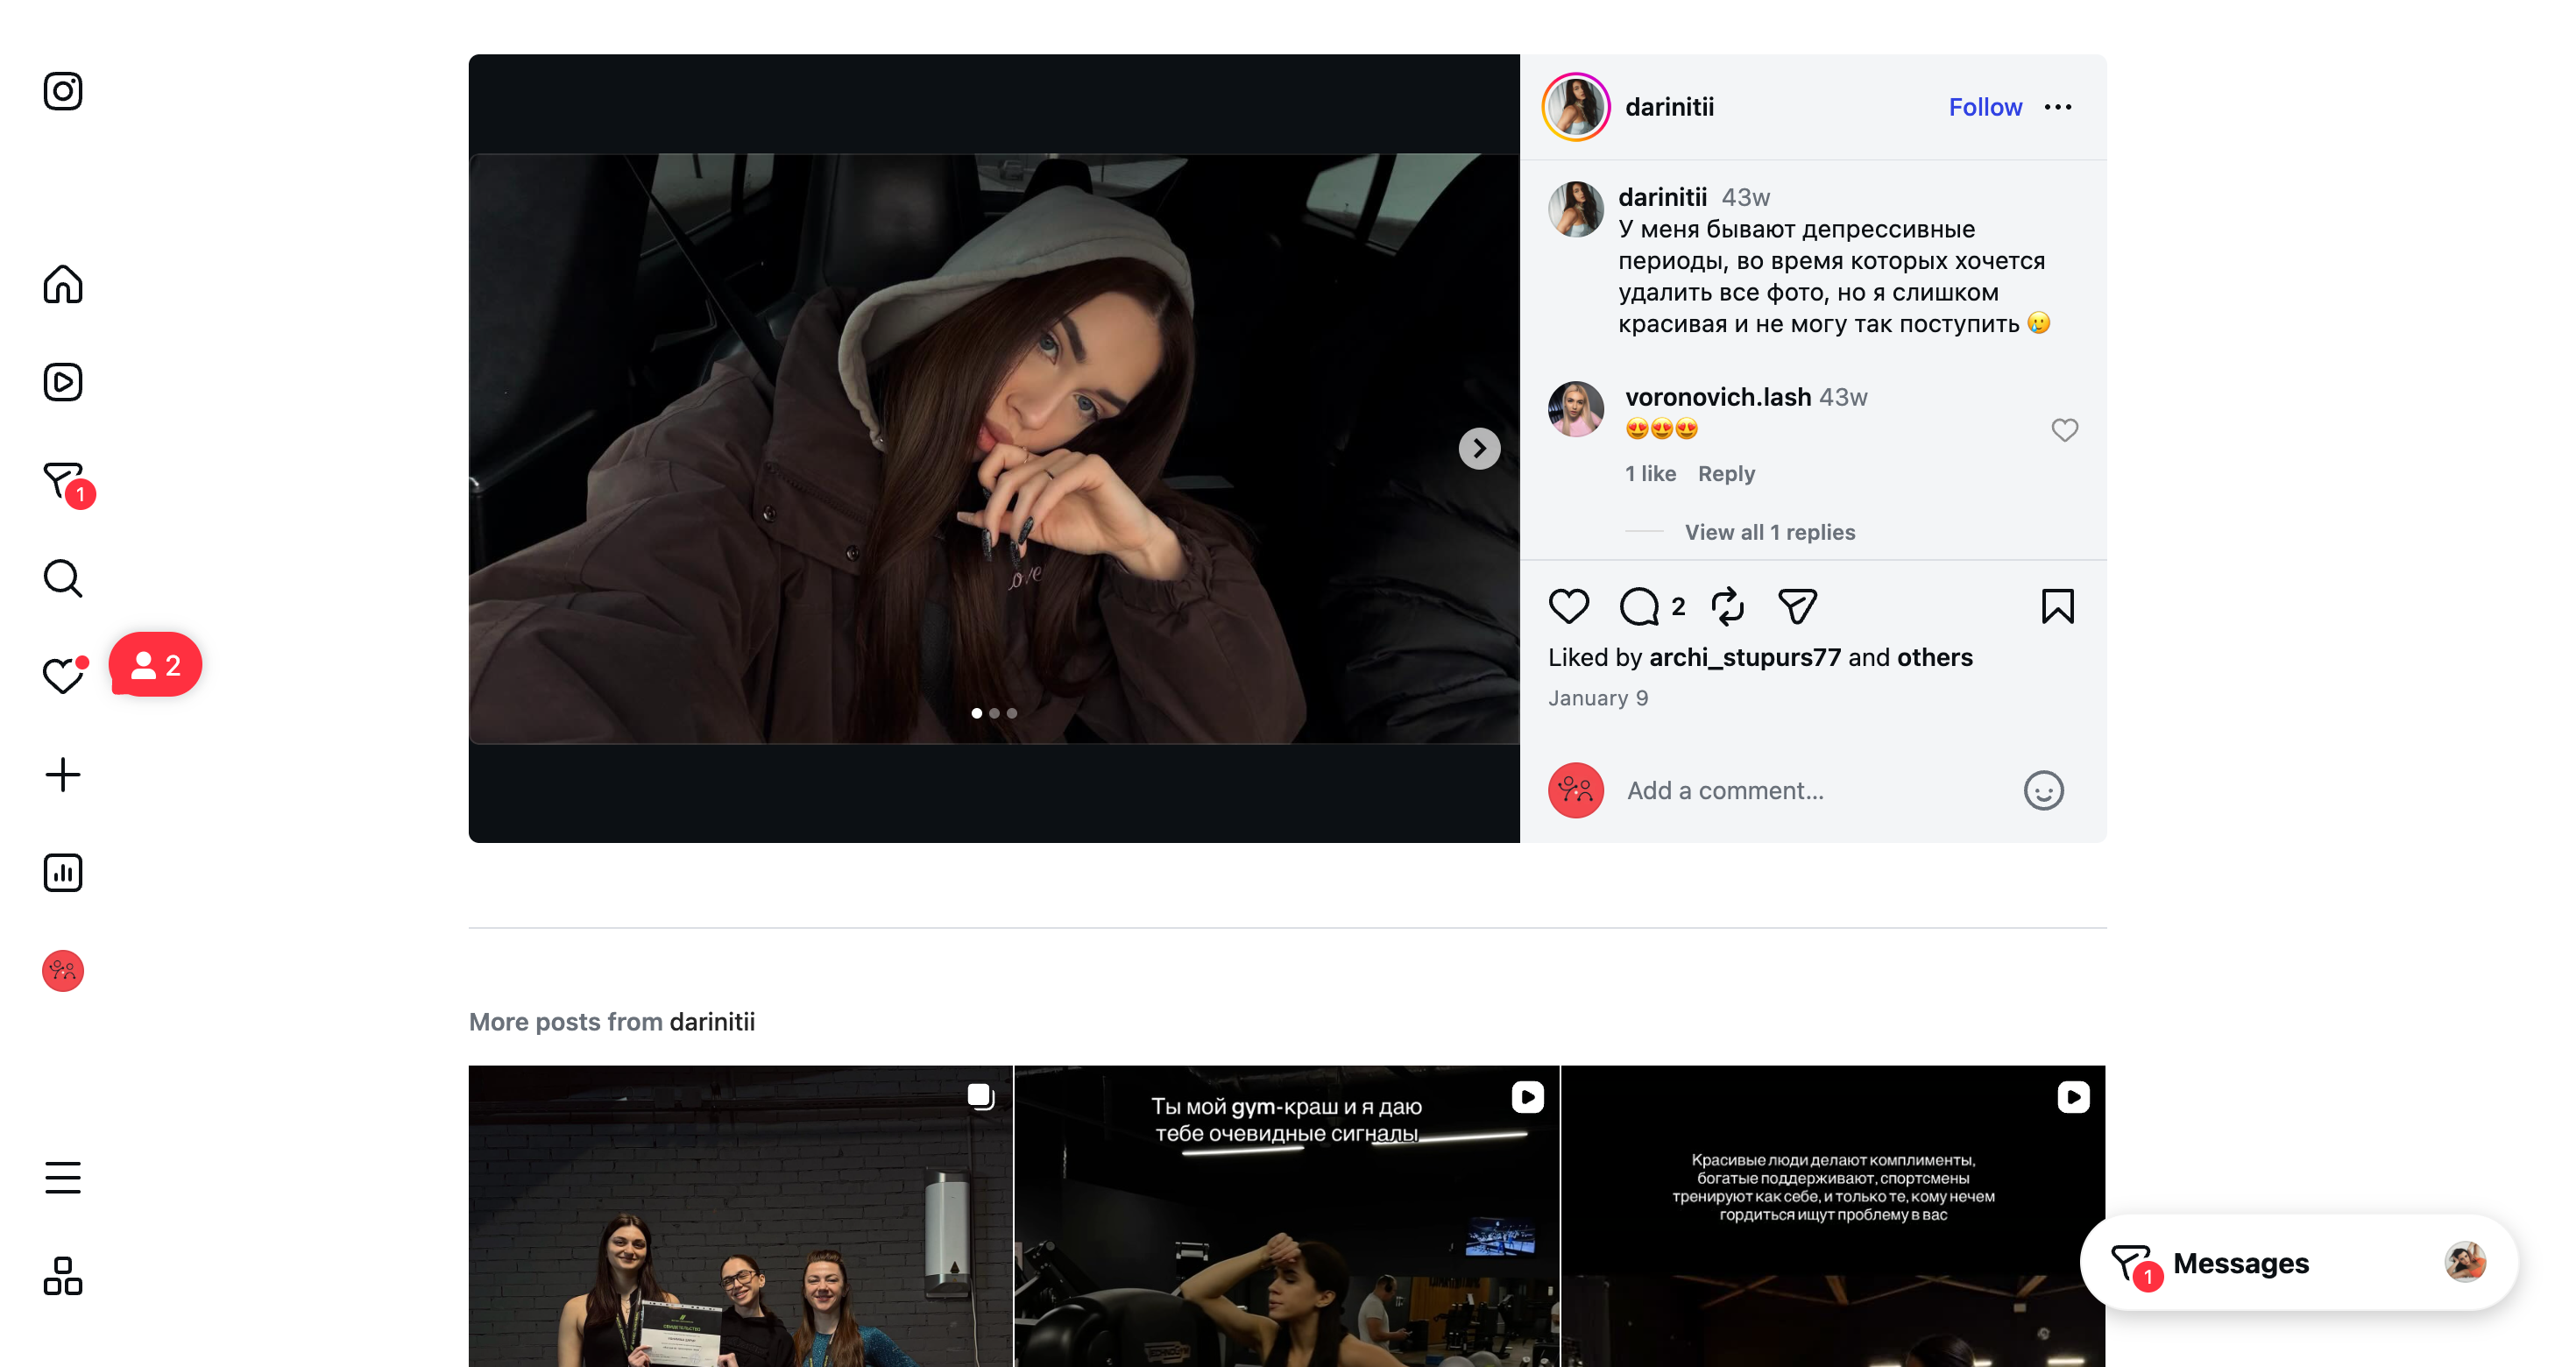 darinitii
Follow
darinitii 43w
У меня бывают депрессивные
периоды, во время которых хочется
удалить все фото, но я слишком
красивая и не могу так поступить 🥲
voronovich.lash 43w
😍😍😍
1 like Reply
View all 1 replies
2
Liked by archi_stupurs77 and others
January 9
Add a comment...
1
2
ove
More posts from darinitii
Ты мой gym-краш и я даю
тебе очевидные сигналы
Красивые люди делают комплименты,
богатые поддерживают, спортсмены
тренируют как себе, и только те, кому нечем
гордиться ищут проблему в вас
СВИДЕТЕЛЬСТВО
1
Messages